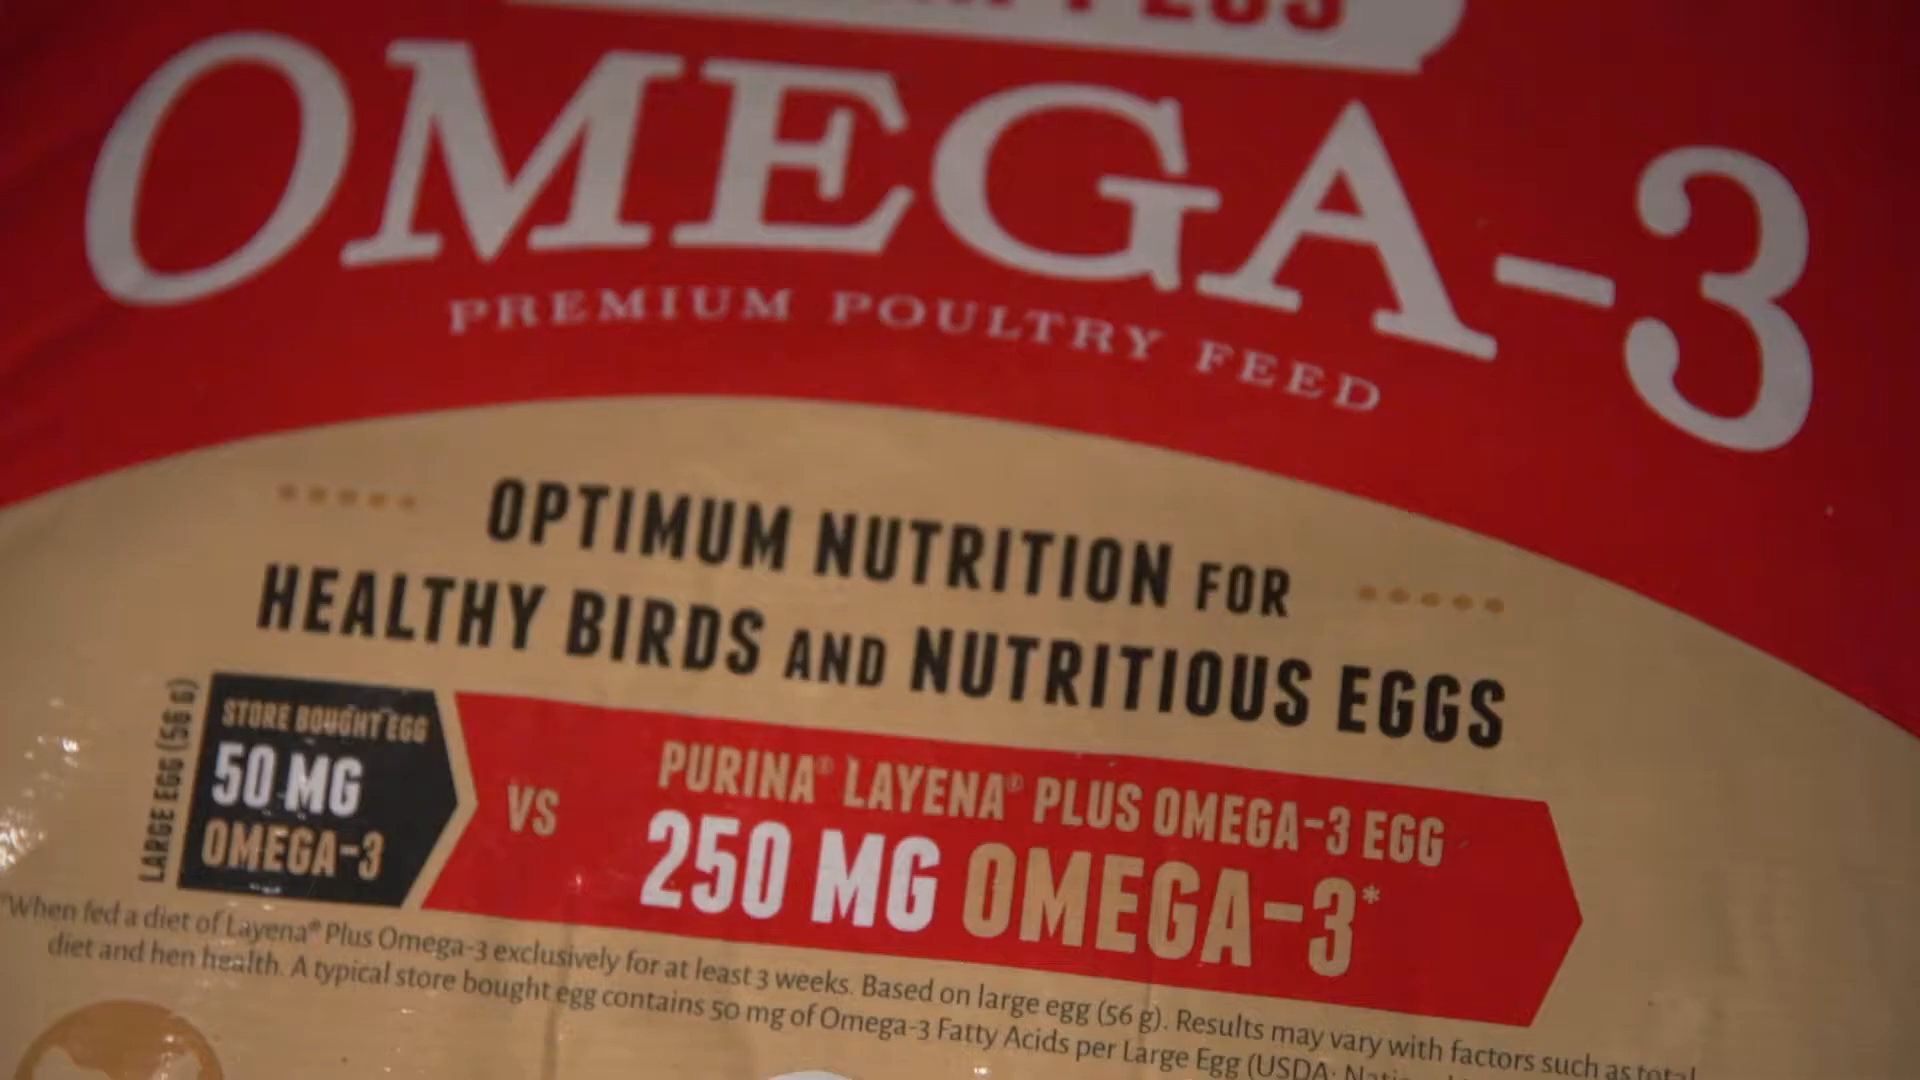 PLUS
OMEGA-3
PREMIUM POULTRY FEED
OPTIMUM NUTRITION FOR
HEALTHY BIRDS AND NUTRITIOUS EGGS
LARGE EGG (56 g)
STORE BOUGHT EGG
50 MG
OMEGA-3
VS
PURINA® LAYENA® PLUS OMEGA-3 EGG
250 MG OMEGA-3*
*When fed a diet of Layena® Plus Omega-3 exclusively for at least 3 weeks. Based on large egg (56 g). Results may vary with factors such as total
diet and hen health. A typical store bought egg contains 50 mg of Omega-3 Fatty Acids per Large Egg (USDA: